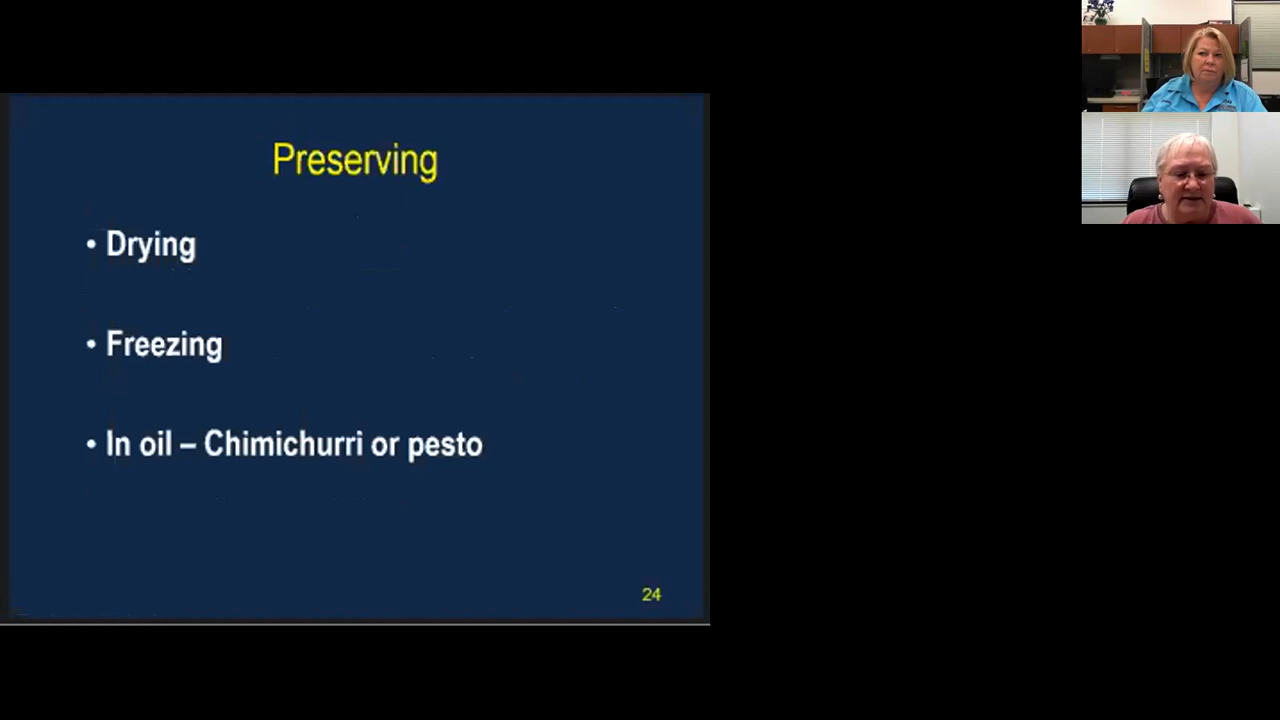 Preserving
• Drying
• Freezing
• In oil – Chimichurri or pesto
24